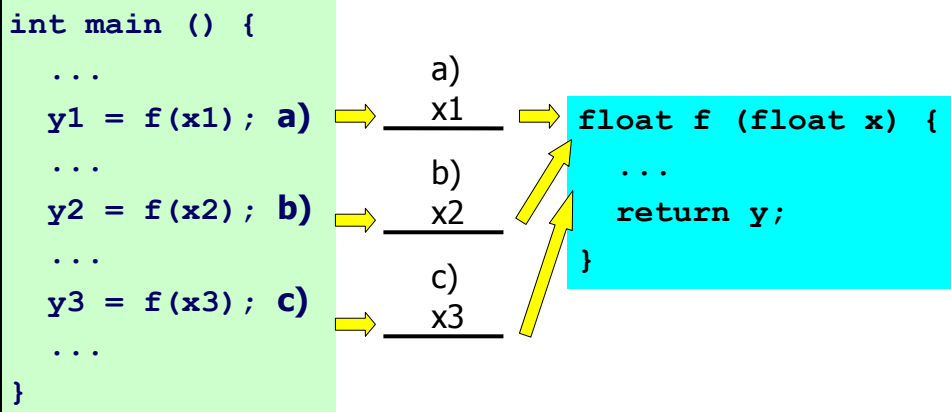 int main () {
...
y1 = f(x1); a)
...
y2 = f(x2); b)
...
y3 = f(x3); c)
...
}
a)
x1
b)
x2
c)
x3
float f (float x) {
...
return y;
}